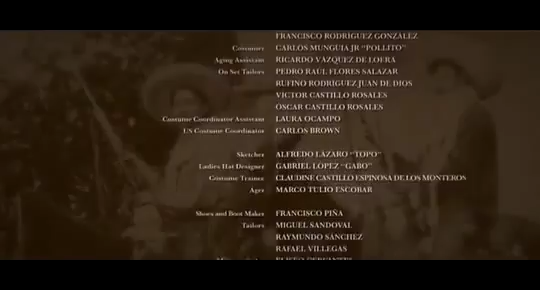 FRANCISCO RODRIGUEZ GONZALEZ
Costumer CARLOS MUNGUIA JR "POLLITO"
Aging Assistant RICARDO VAZQUEZ DE LOERA
On Set Tailors PEDRO RAUL FLORES SALAZAR
RUFINO RODRIGUEZ JUAN DE DIOS
VICTOR CASTILLO ROSALES
OSCAR CASTILLO ROSALES
Costume Coordinator Assistant LAURA OCAMPO
US Costume Coordinator CARLOS BROWN
Sketcher ALFREDO LAZARO "TOPO"
Ladies Hat Designer GABRIEL LÓPEZ "GABO"
Costume Trainee CLAUDINE CASTILLO ESPINOSA DE LOS MONTEROS
Ager MARCO TULIO ESCOBAR
Shoes and Boot Maker FRANCISCO PIÑA
Tailors MIGUEL SANDOVAL
RAYMUNDO SANCHEZ
RAFAEL VILLEGAS